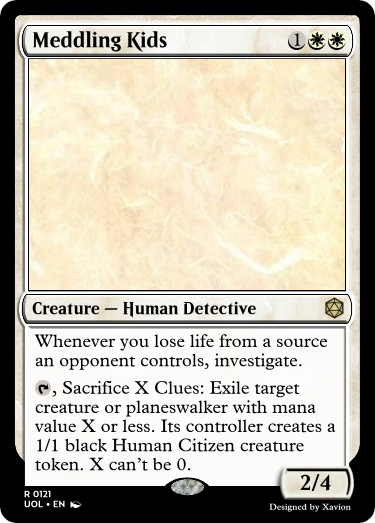 Meddling Kids 1
Creature — Human Detective
Whenever you lose life from a source
an opponent controls, investigate.
, Sacrifice X Clues: Exile target
creature or planeswalker with mana
value X or less. Its controller creates a
1/1 black Human Citizen creature
token. X can't be 0.
2/4
R 0121
UOL • EN
Designed by Xavion